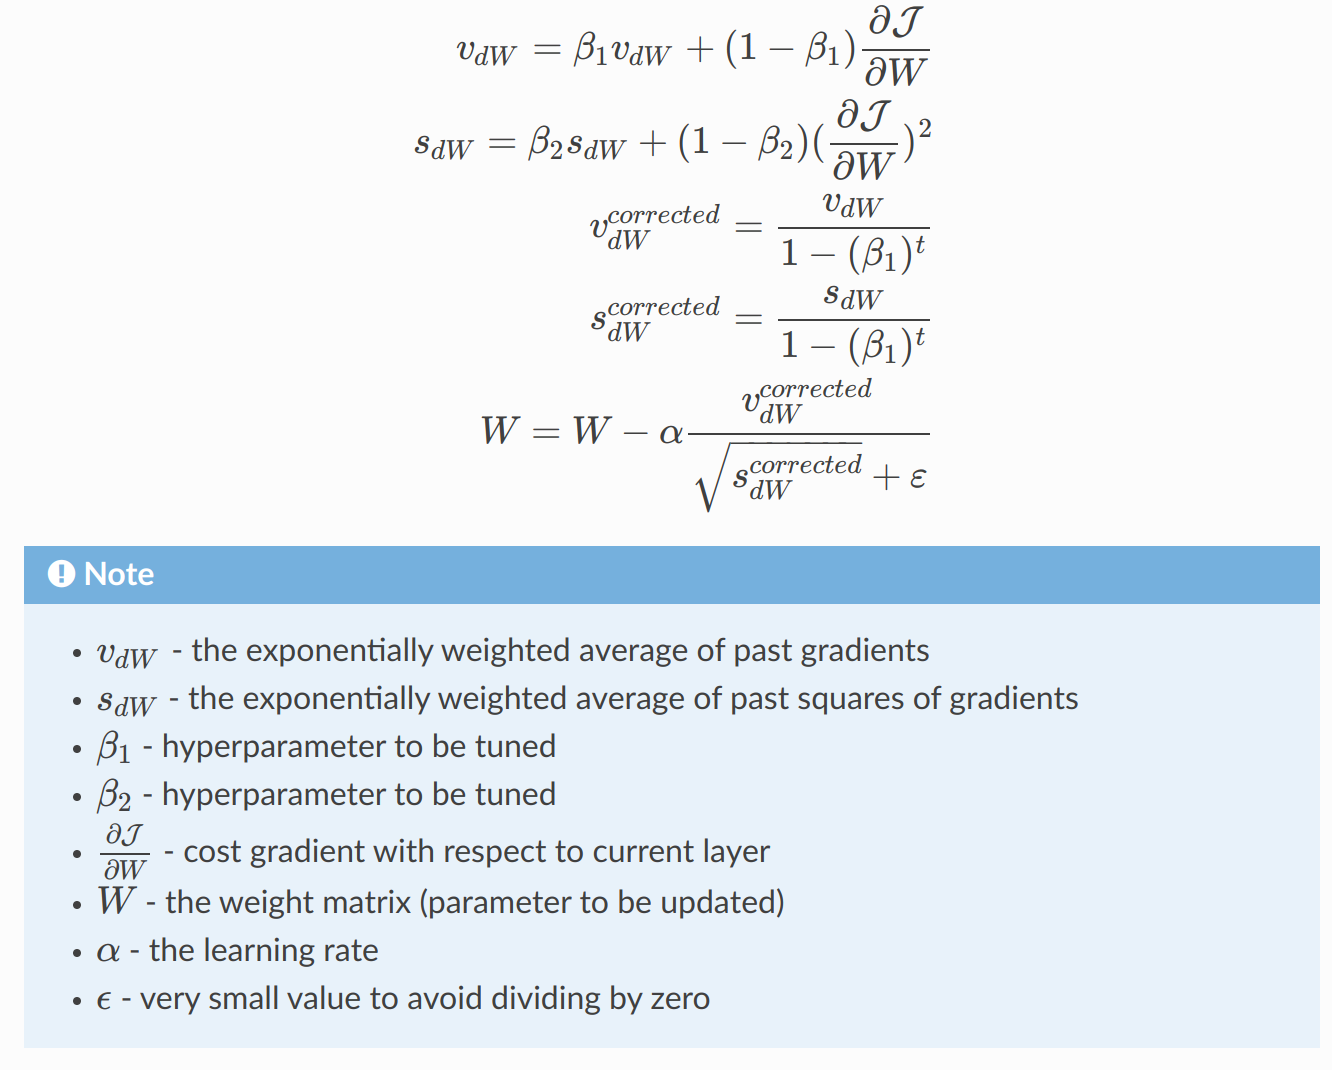 $v_{dW} = \beta_1 v_{dW} + (1 - \beta_1) \frac{\partial \mathcal{J}}{\partial W}$
$s_{dW} = \beta_2 s_{dW} + (1 - \beta_2) (\frac{\partial \mathcal{J}}{\partial W})^2$
$v^{corrected}_{dW} = \frac{v_{dW}}{1 - (\beta_1)^t}$
$s^{corrected}_{dW} = \frac{s_{dW}}{1 - (\beta_1)^t}$
$W = W - \alpha \frac{v^{corrected}_{dW}}{\sqrt{s^{corrected}_{dW}} + \varepsilon}$
Note
• $v_{dW}$ - the exponentially weighted average of past gradients
• $s_{dW}$ - the exponentially weighted average of past squares of gradients
• $\beta_1$ - hyperparameter to be tuned
• $\beta_2$ - hyperparameter to be tuned
• $\frac{\partial \mathcal{J}}{\partial W}$ - cost gradient with respect to current layer
• $W$ - the weight matrix (parameter to be updated)
• $\alpha$ - the learning rate
• $\epsilon$ - very small value to avoid dividing by zero